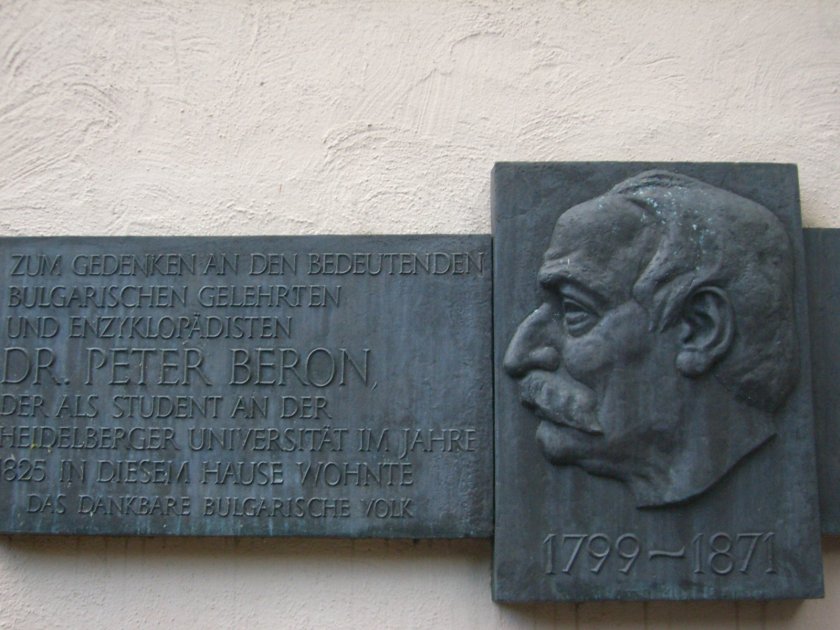 ZUM GEDENKEN AN DEN BEDEUTENDEN
BULGARISCHEN GELEHRTEN
UND ENZYKLOPÄDISTEN
DR. PETER BERON,
DER ALS STUDENT AN DER
HEIDELBERGER UNIVERSITÄT IM JAHRE
1825 IN DIESEM HAUSE WOHNTE
DAS DANKBARE BULGARISCHE VOLK
1799–1871